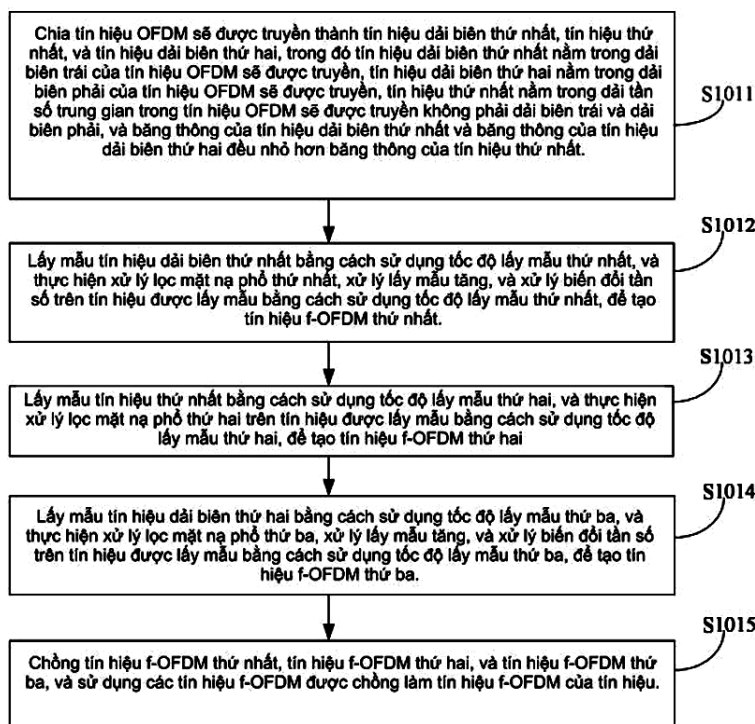 Chia tín hiệu OFDM sẽ được truyền thành tín hiệu dải biên thứ nhất, tín hiệu thứ
nhất, và tín hiệu dải biên thứ hai, trong đó tín hiệu dải biên thứ nhất nằm trong dải
biên trái của tín hiệu OFDM sẽ được truyền, tín hiệu dải biên thứ hai nằm trong dải
biên phải của tín hiệu OFDM sẽ được truyền, tín hiệu thứ nhất nằm trong dải tần
số trung gian trong tín hiệu OFDM sẽ được truyền không phải dải biên trái và dải
biên phải, và băng thông của tín hiệu dải biên thứ nhất và băng thông của tín hiệu
dải biên thứ hai đều nhỏ hơn băng thông của tín hiệu thứ nhất.
S1011
S1012
Lấy mẫu tín hiệu dải biên thứ nhất bằng cách sử dụng tốc độ lấy mẫu thứ nhất, và
thực hiện xử lý lọc mặt nạ phổ thứ nhất, xử lý lấy mẫu tăng, và xử lý biến đổi tần
số trên tín hiệu được lấy mẫu bằng cách sử dụng tốc độ lấy mẫu thứ nhất, để tạo
tín hiệu f-OFDM thứ nhất.
S1013
Lấy mẫu tín hiệu thứ nhất bằng cách sử dụng tốc độ lấy mẫu thứ hai, và thực hiện
xử lý lọc mặt nạ phổ thứ hai trên tín hiệu được lấy mẫu bằng cách sử dụng tốc độ
lấy mẫu thứ hai, để tạo tín hiệu f-OFDM thứ hai
S1014
Lấy mẫu tín hiệu dải biên thứ hai bằng cách sử dụng tốc độ lấy mẫu thứ ba, và
thực hiện xử lý lọc mặt nạ phổ thứ ba, xử lý lấy mẫu tăng, và xử lý biến đổi tần số
trên tín hiệu được lấy mẫu bằng cách sử dụng tốc độ lấy mẫu thứ ba, để tạo tín
hiệu f-OFDM thứ ba.
S1015
Chồng tín hiệu f-OFDM thứ nhất, tín hiệu f-OFDM thứ hai, và tín hiệu f-OFDM thứ
ba, và sử dụng các tín hiệu f-OFDM được chồng làm tín hiệu f-OFDM của tín hiệu.